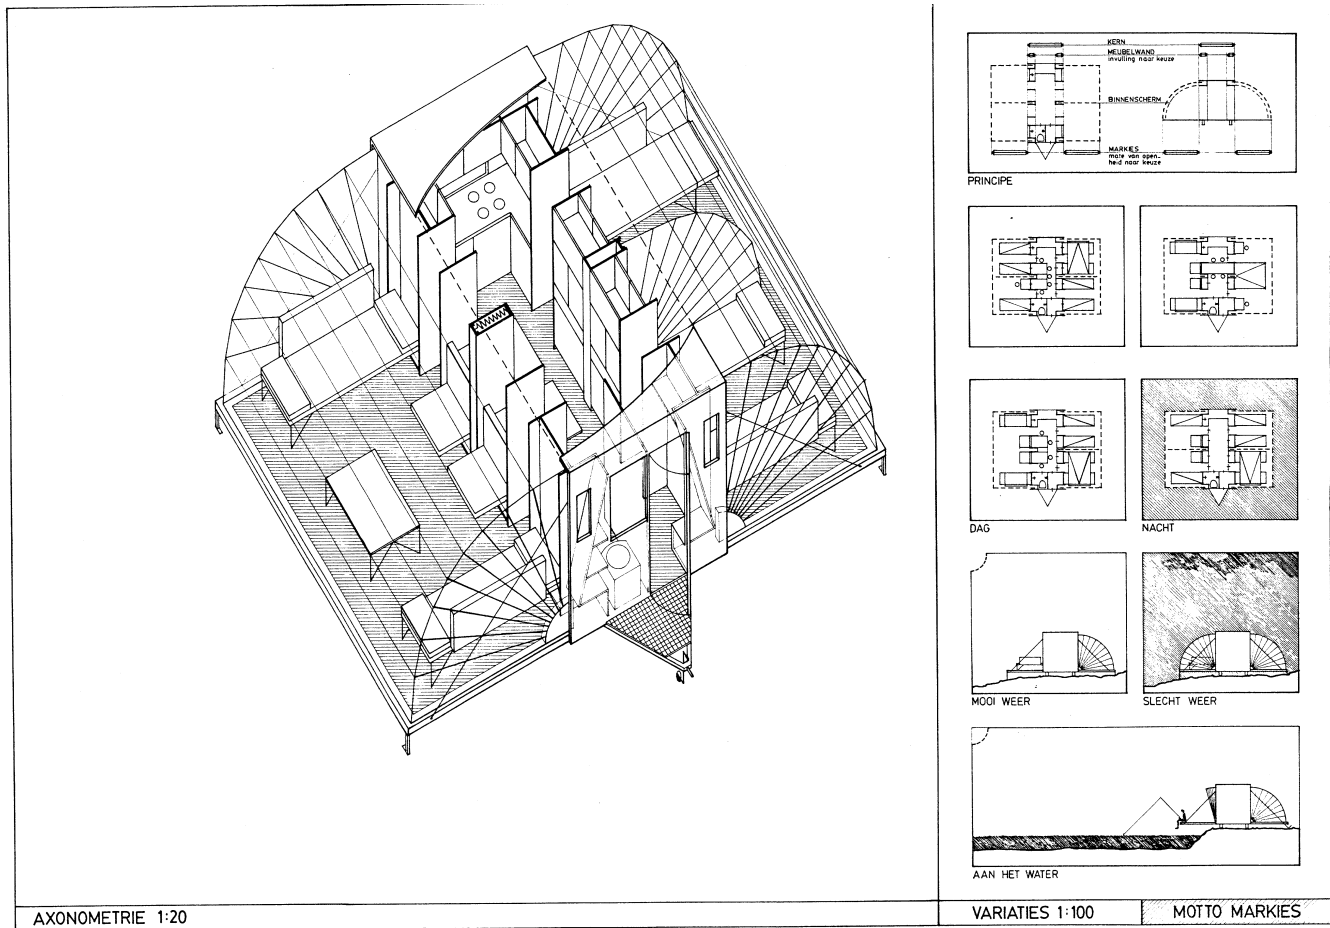 KERN
MEUBELWAND
invulling naar keuze
BINNENSCHERM
MARKIES
mate van open-
heid naar keuze
PRINCIPE
DAG
NACHT
MOOI WEER
SLECHT WEER
AAN HET WATER
AXONOMETRIE 1:20
VARIATIES 1:100
MOTTO MARKIES